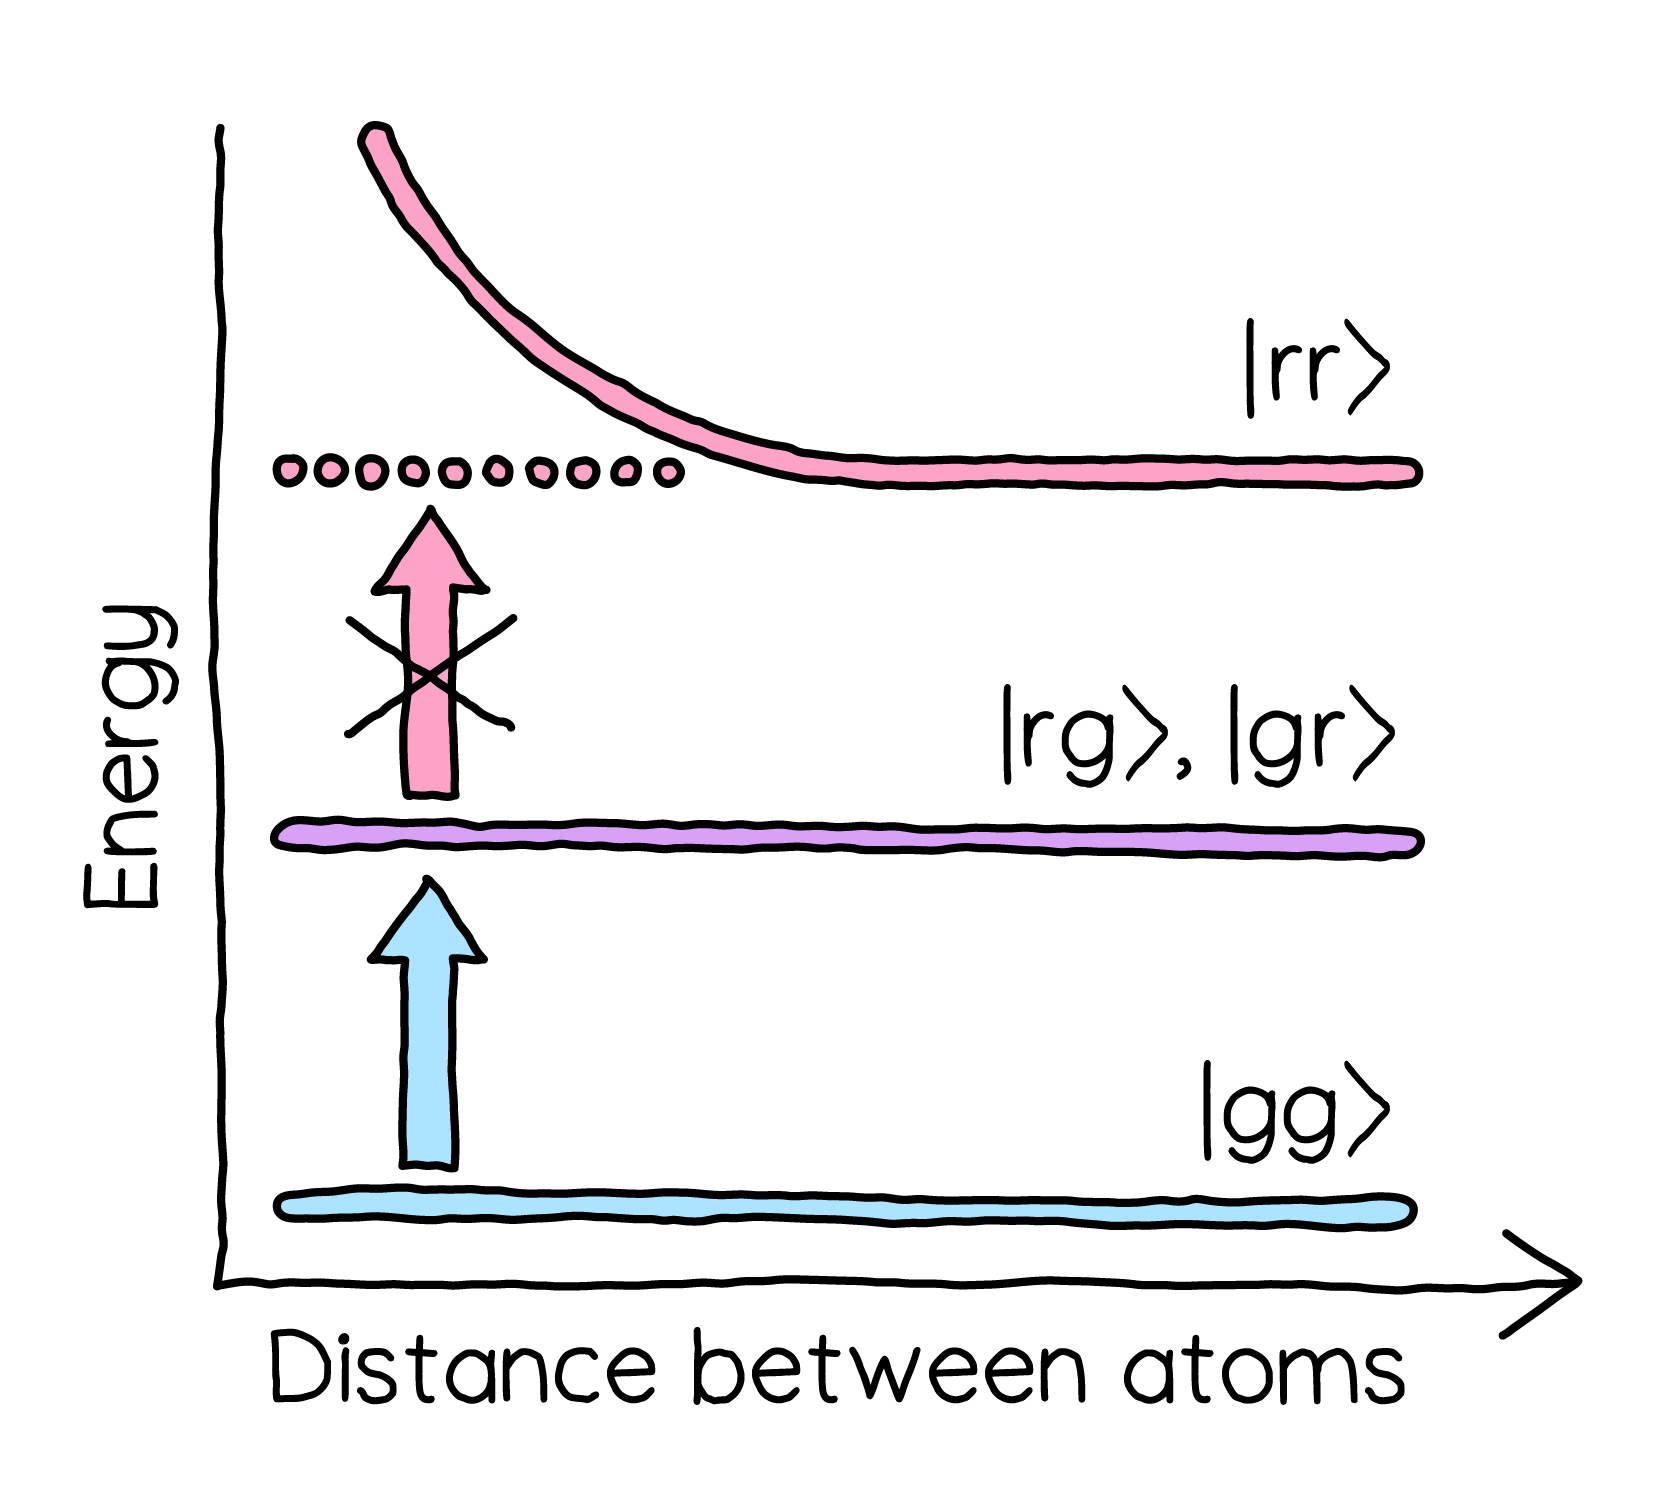 |rr⟩
|rg⟩, |gr⟩
|gg⟩
Energy
Distance between atoms